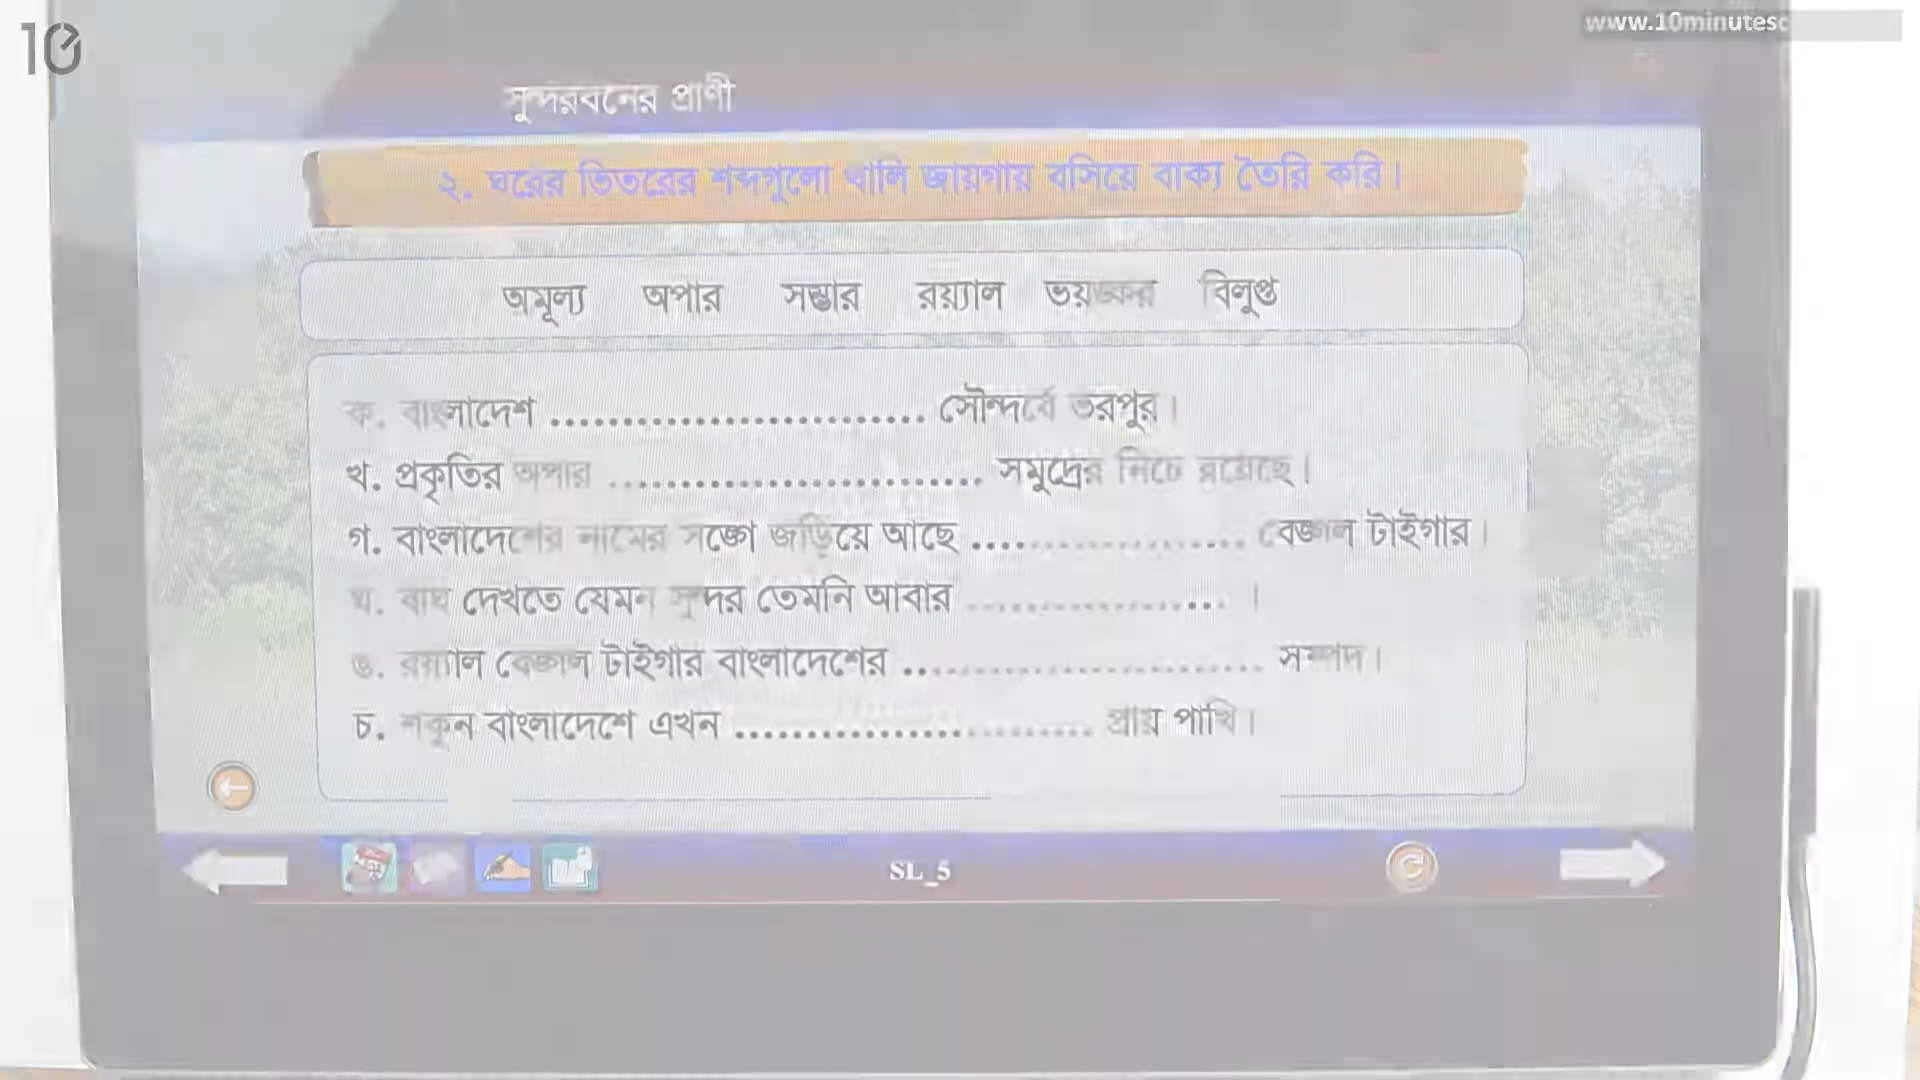 10
www.10minutesc
সুন্দরবনের প্রাণী
২. ঘরের ভিতরের শব্দগুলো খালি জায়গায় বসিয়ে বাক্য তৈরি করি।
অমূল্য অপার সম্ভার রয়্যাল ভয়ঙ্কর বিলুপ্ত
ক. বাংলাদেশ .......................... সৌন্দর্যে ভরপুর।
খ. প্রকৃতির অপার .......................... সমুদ্রের নিচে রয়েছে।
গ. বাংলাদেশের নামের সঙ্গে জড়িয়ে আছে ................... বেঙ্গল টাইগার।
ঘ. বাঘ দেখতে যেমন সুন্দর তেমনি আবার .................. ।
ঙ. রয়্যাল বেঙ্গল টাইগার বাংলাদেশের ......................... সম্পদ।
চ. শকুন বাংলাদেশে এখন ......................... প্রায় পাখি।
SL_5